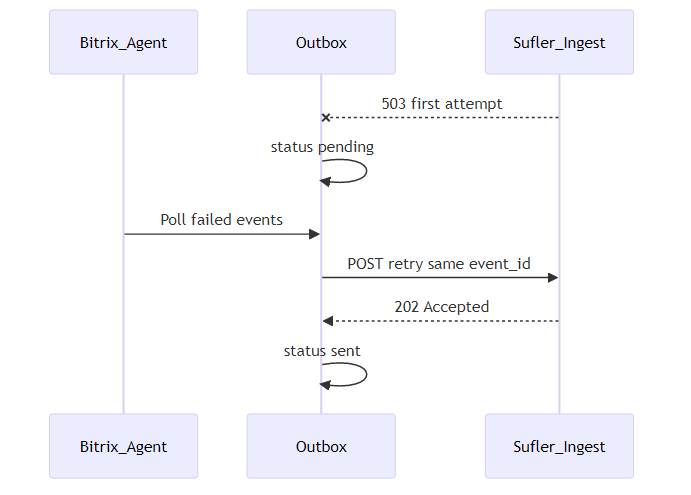 Bitrix_Agent
Outbox
Sufler_Ingest
503 first attempt
status pending
Poll failed events
POST retry same event_id
202 Accepted
status sent
Bitrix_Agent
Outbox
Sufler_Ingest